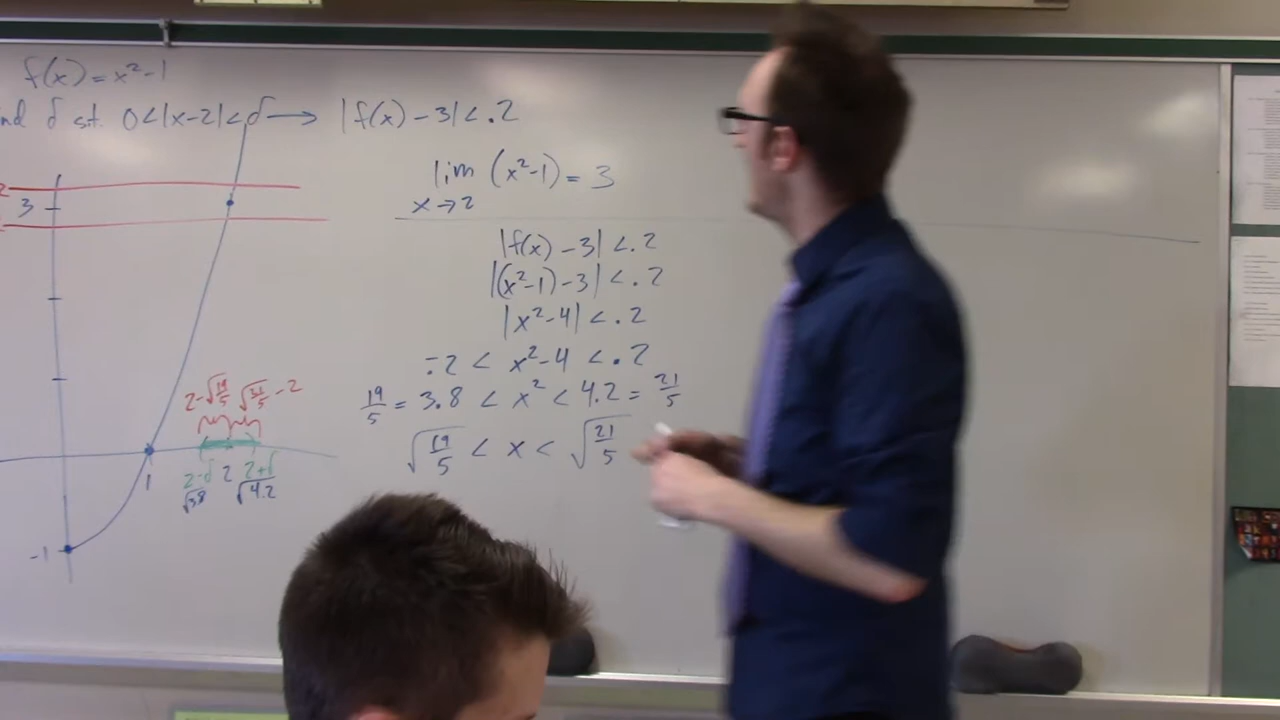 f(x) = x²-1
nd δ s.t. 0<|x-2|<δ → |f(x)-3|<.2
lim (x²-1) = 3
x→2
2
3
|f(x)-3|<.2
|(x²-1)-3|<.2
|x²-4|<.2
-.2 < x²-4 < .2
19/5 = 3.8 < x² < 4.2 = 21/5
√19/5 < x < √21/5
2-√19/5 √21/5-2
1 2-δ 2 2+δ
√3.8 √4.2
-1